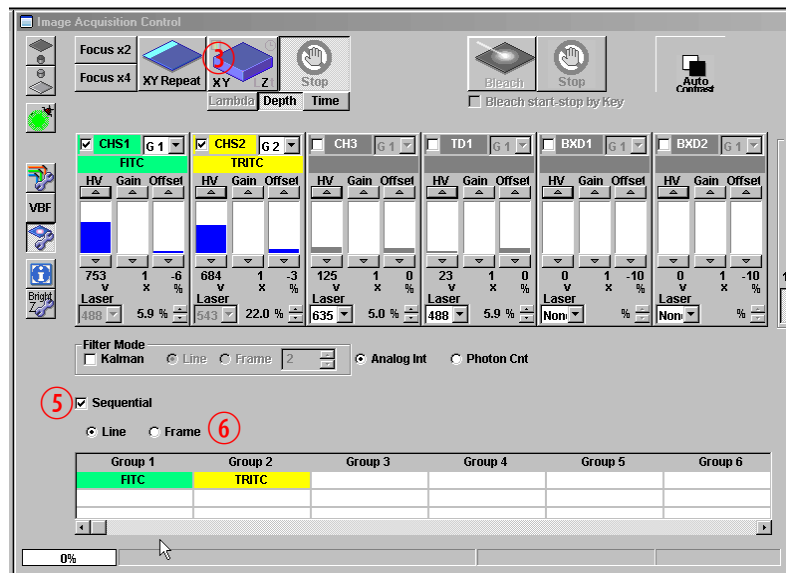 Image Acquisition Control
Focus x2
Focus x4
XY Repeat
③
XY Z
Stop
Lambda Depth Time
Bleach
Stop
Bleach start-stop by Key
Auto
Contrast
CHS1 G 1
FITC
HV Gain Offset
753 1 -6
V X %
Laser
488 5.9 %
CHS2 G 2
TRITC
HV Gain Offset
684 1 -3
V X %
Laser
543 22.0 %
CH3 G 1
HV Gain Offset
125 1 0
V X %
Laser
635 5.0 %
TD1 G 1
HV Gain Offset
23 1 0
V X %
Laser
488 5.9 %
BXD1 G 1
HV Gain Offset
0 1 -10
V X %
Laser
Non %
BXD2 G 1
HV Gain Offset
0 1 -10
V X %
Laser
Non %
VBF
Bright
Z
Filter Mode
Kalman Line Frame 2 Analog Int Photon Cnt
⑤ Sequential
Line Frame ⑥
Group 1 Group 2 Group 3 Group 4 Group 5 Group 6
FITC TRITC
0%